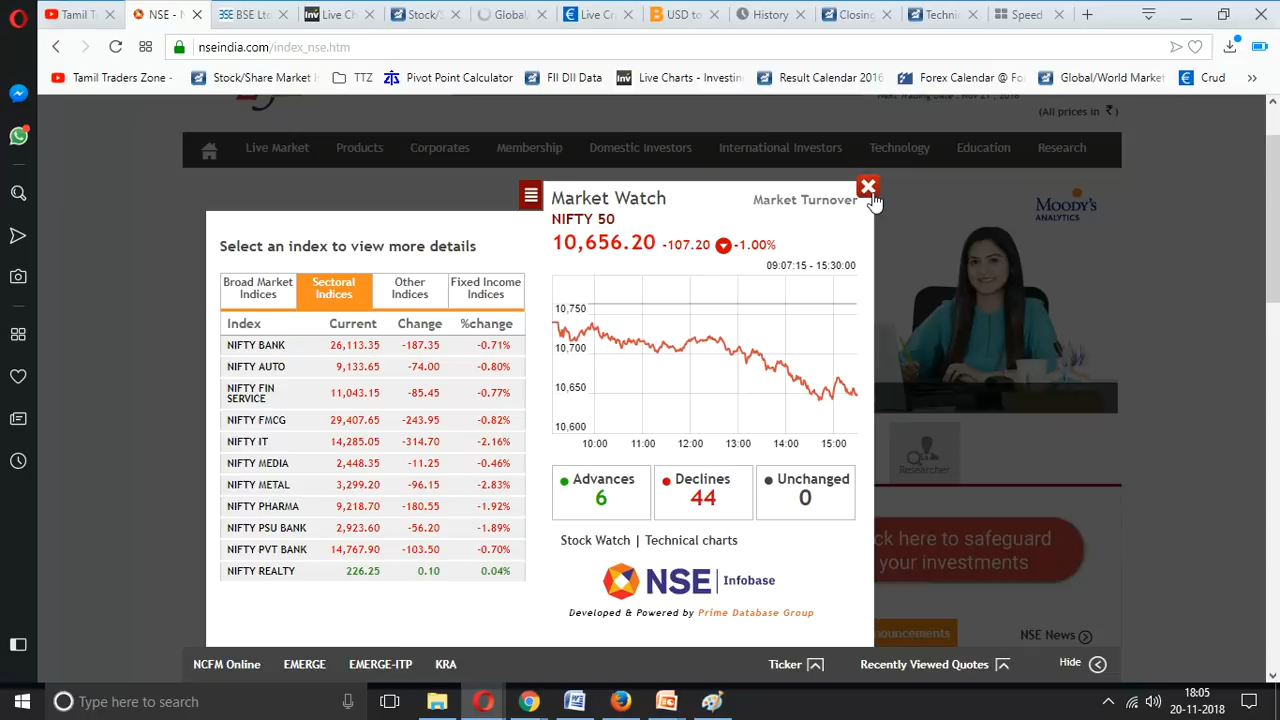 Tamil T
NSE - N
BSE Ltd
Live Ch
Stock/S
Global/
Live Cr
USD to
History
Closing
Technic
Speed
nseindia.com/index_nse.htm
Tamil Traders Zone -
Stock/Share Market I
TTZ
Pivot Point Calculator
FII DII Data
Live Charts - Investin
Result Calendar 2016
Forex Calendar @ Fo
Global/World Market
Crud
(All prices in ₹)
Live Market Products Corporates Membership Domestic Investors International Investors Technology Education Research
Market Watch
Market Turnover
NIFTY 50
10,656.20 -107.20 -1.00%
09:07:15 - 15:30:00
10,750
10,700
10,650
10,600
10:00 11:00 12:00 13:00 14:00 15:00
Advances
6
Declines
44
Unchanged
0
Stock Watch | Technical charts
NSE Infobase
Developed & Powered by Prime Database Group
Select an index to view more details
Broad Market Indices
Sectoral Indices
Other Indices
Fixed Income Indices
Index Current Change %change
NIFTY BANK 26,113.35 -187.35 -0.71%
NIFTY AUTO 9,133.65 -74.00 -0.80%
NIFTY FIN SERVICE 11,043.15 -85.45 -0.77%
NIFTY FMCG 29,407.65 -243.95 -0.82%
NIFTY IT 14,285.05 -314.70 -2.16%
NIFTY MEDIA 2,448.35 -11.25 -0.46%
NIFTY METAL 3,299.20 -96.15 -2.83%
NIFTY PHARMA 9,218.70 -180.55 -1.92%
NIFTY PSU BANK 2,923.60 -56.20 -1.89%
NIFTY PVT BANK 14,767.90 -103.50 -0.70%
NIFTY REALTY 226.25 0.10 0.04%
MOODY'S
ANALYTICS
Researcher
ck here to safeguard
your investments
nouncements
NSE News
NCFM Online EMERGE EMERGE-ITP KRA Ticker Recently Viewed Quotes Hide
Type here to search
18:05
20-11-2018